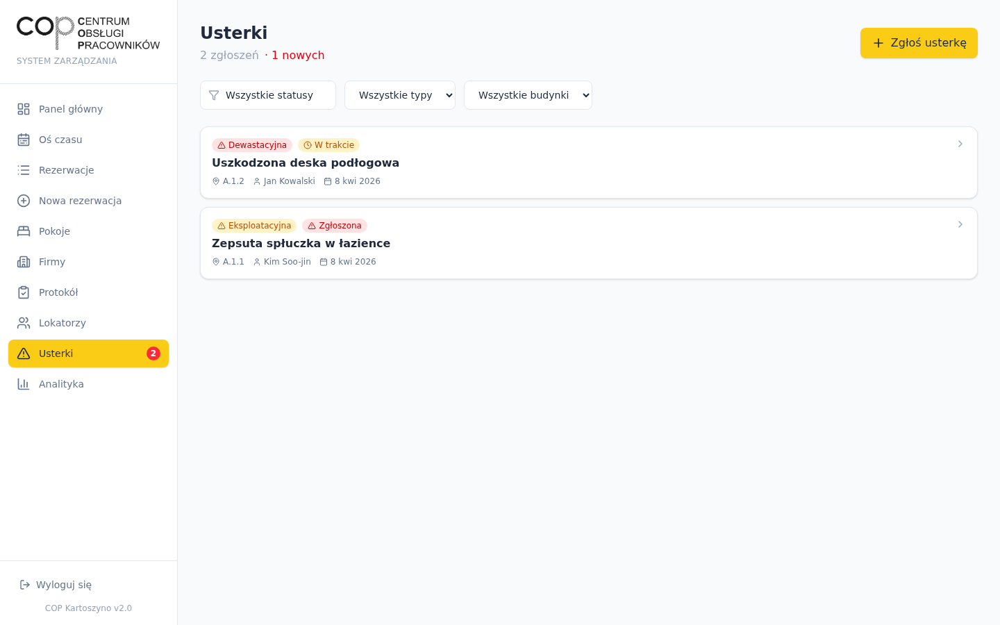 COP CENTRUM
OBSŁUGI
PRACOWNIKÓW
SYSTEM ZARZĄDZANIA
Panel główny
Oś czasu
Rezerwacje
Nowa rezerwacja
Pokoje
Firmy
Protokół
Lokatorzy
Usterki 2
Analityka
Wyloguj się
COP Kartoszyno v2.0
Usterki
2 zgłoszeń · 1 nowych
Zgłoś usterkę
Wszystkie statusy Wszystkie typy Wszystkie budynki
Dewastacyjna W trakcie
Uszkodzona deska podłogowa
A.1.2 Jan Kowalski 8 kwi 2026
Eksploatacyjna Zgłoszona
Zepsuta spłuczka w łazience
A.1.1 Kim Soo-jin 8 kwi 2026